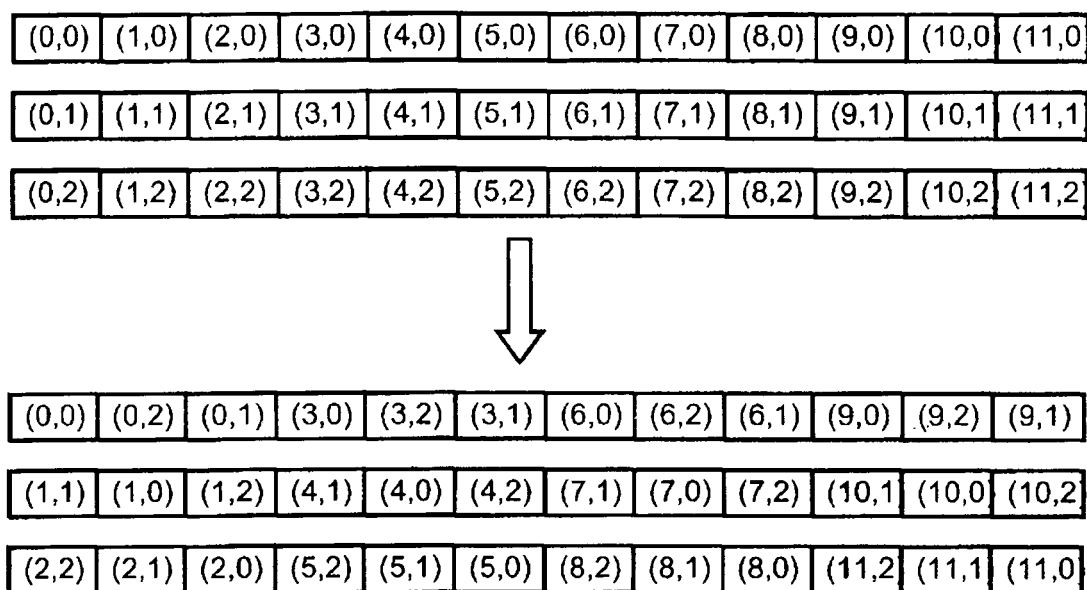 (0,0) (1,0) (2,0) (3,0) (4,0) (5,0) (6,0) (7,0) (8,0) (9,0) (10,0 (11,0
(0,1) (1,1) (2,1) (3,1) (4,1) (5,1) (6,1) (7,1) (8,1) (9,1) (10,1 (11,1
(0,2) (1,2) (2,2) (3,2) (4,2) (5,2) (6,2) (7,2) (8,2) (9,2) (10,2 (11,2
(0,0) (0,2) (0,1) (3,0) (3,2) (3,1) (6,0) (6,2) (6,1) (9,0) (9,2) (9,1)
(1,1) (1,0) (1,2) (4,1) (4,0) (4,2) (7,1) (7,0) (7,2) (10,1 (10,0 (10,2
(2,2) (2,1) (2,0) (5,2) (5,1) (5,0) (8,2) (8,1) (8,0) (11,2 (11,1 (11,0